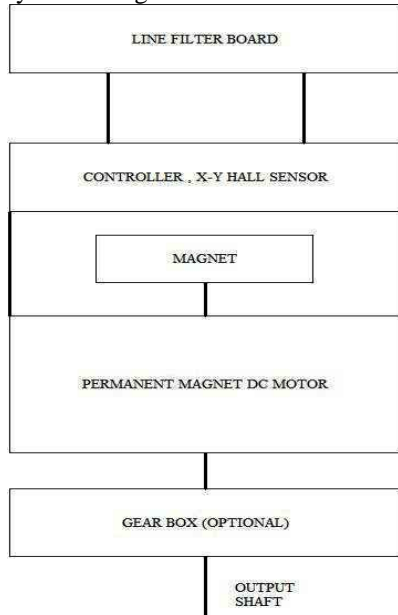 LINE FILTER BOARD
CONTROLLER , X-Y HALL SENSOR
MAGNET
PERMANENT MAGNET DC MOTOR
GEAR BOX (OPTIONAL)
OUTPUT
SHAFT